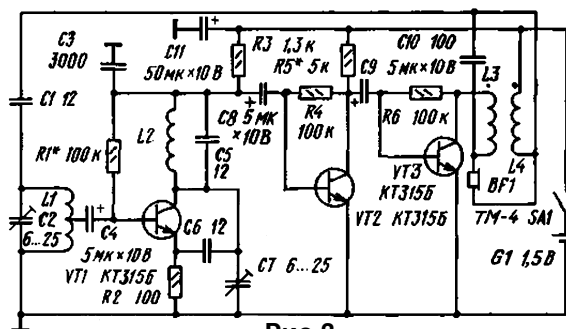 C3
3000
C11
50мк×10В
R3 1,3к
R5* 5к
C10 100
C9
5мк×10В
L3
C1 12
R1* 100к
L2
C8 5мк
×10В
C5
12
R4
100к
R6 100к
L4
L1
C2
6...25
C4
5мк×10В
C6 12
VT1 КТ315Б
R2 100
C7 6...25
VT2 КТ315Б
VT3
КТ315Б
BF1
ТМ-4
SA1
G1 1,5В